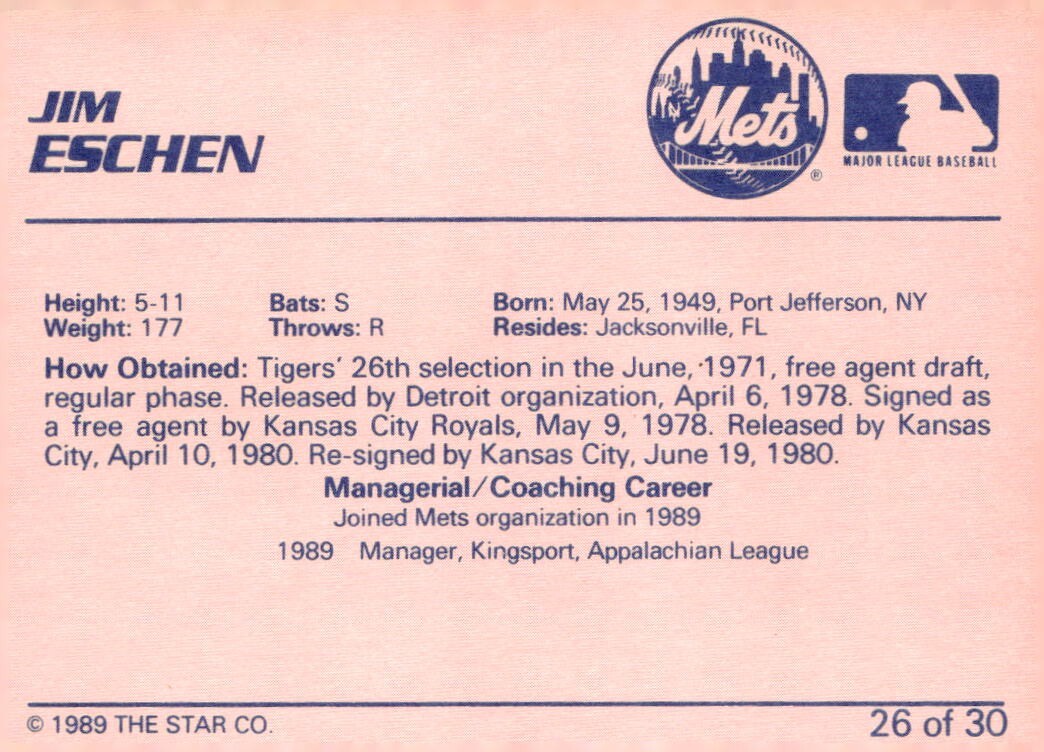 JIM
ESCHEN
NY
Mets
®
MAJOR LEAGUE BASEBALL
Height: 5-11 Bats: S Born: May 25, 1949, Port Jefferson, NY
Weight: 177 Throws: R Resides: Jacksonville, FL
How Obtained: Tigers' 26th selection in the June, 1971, free agent draft,
regular phase. Released by Detroit organization, April 6, 1978. Signed as
a free agent by Kansas City Royals, May 9, 1978. Released by Kansas
City, April 10, 1980. Re-signed by Kansas City, June 19, 1980.
Managerial/Coaching Career
Joined Mets organization in 1989
1989 Manager, Kingsport, Appalachian League
© 1989 THE STAR CO.
26 of 30